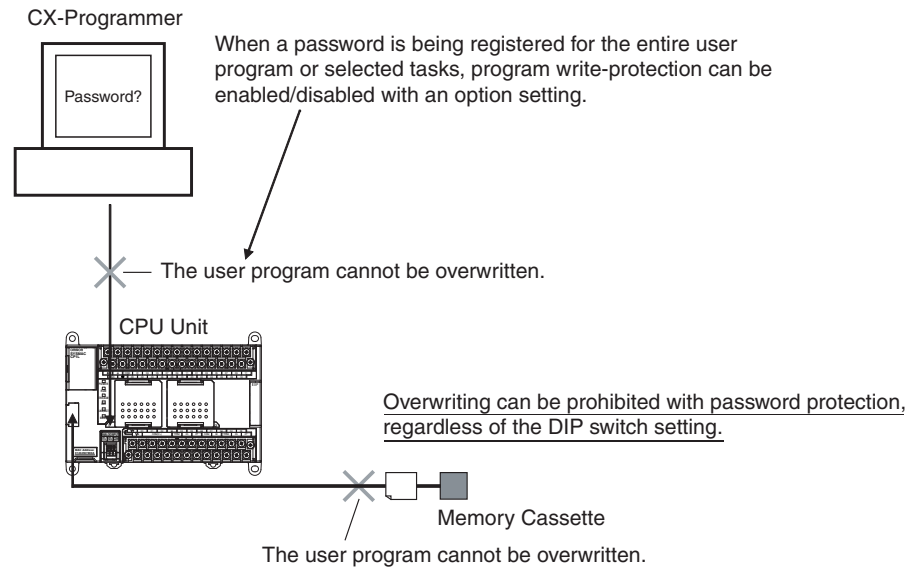 CX-Programmer
When a password is being registered for the entire user
program or selected tasks, program write-protection can be
enabled/disabled with an option setting.
Password?
The user program cannot be overwritten.
CPU Unit
Overwriting can be prohibited with password protection,
regardless of the DIP switch setting.
Memory Cassette
The user program cannot be overwritten.